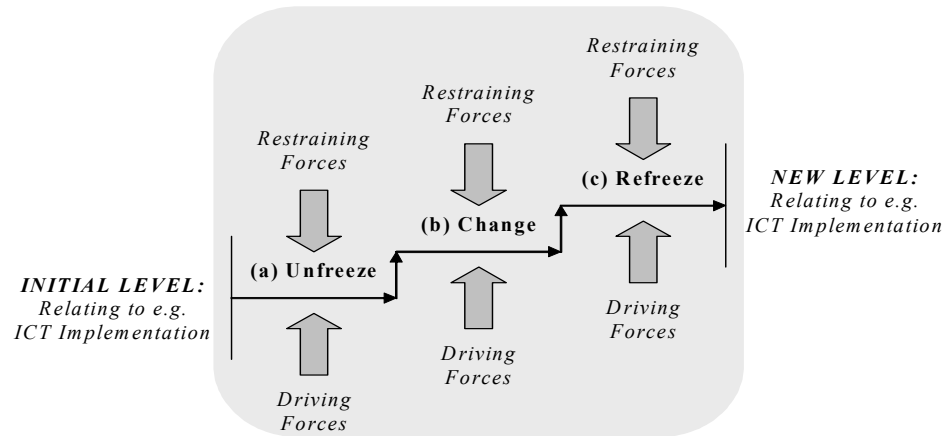 Restraining
Forces
Restraining
Forces
Restraining
Forces
(c) Refreeze
NEW LEVEL:
Relating to e.g.
ICT Implementation
(b) Change
(a) Unfreeze
INITIAL LEVEL:
Relating to e.g.
ICT Implementation
Driving
Forces
Driving
Forces
Driving
Forces